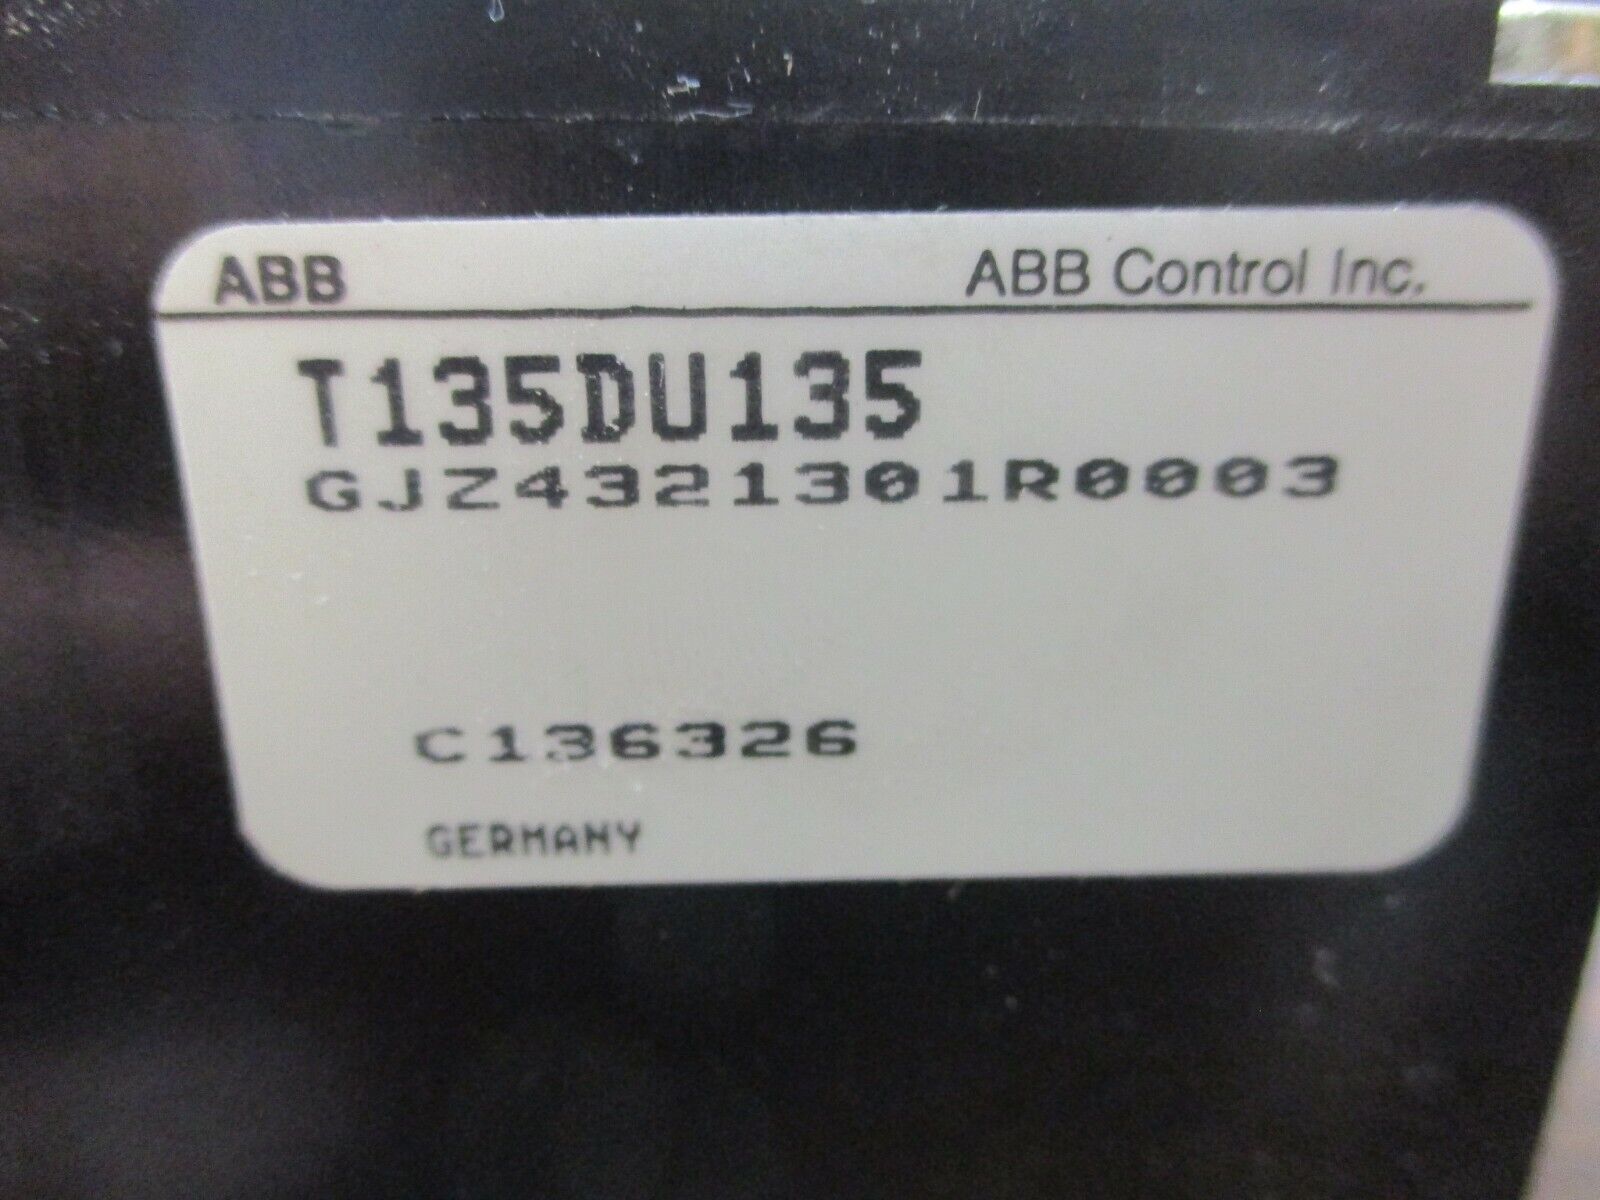 ABB ABB Control Inc.
T135DU135
GJZ4321301R0003
C136326
GERMANY